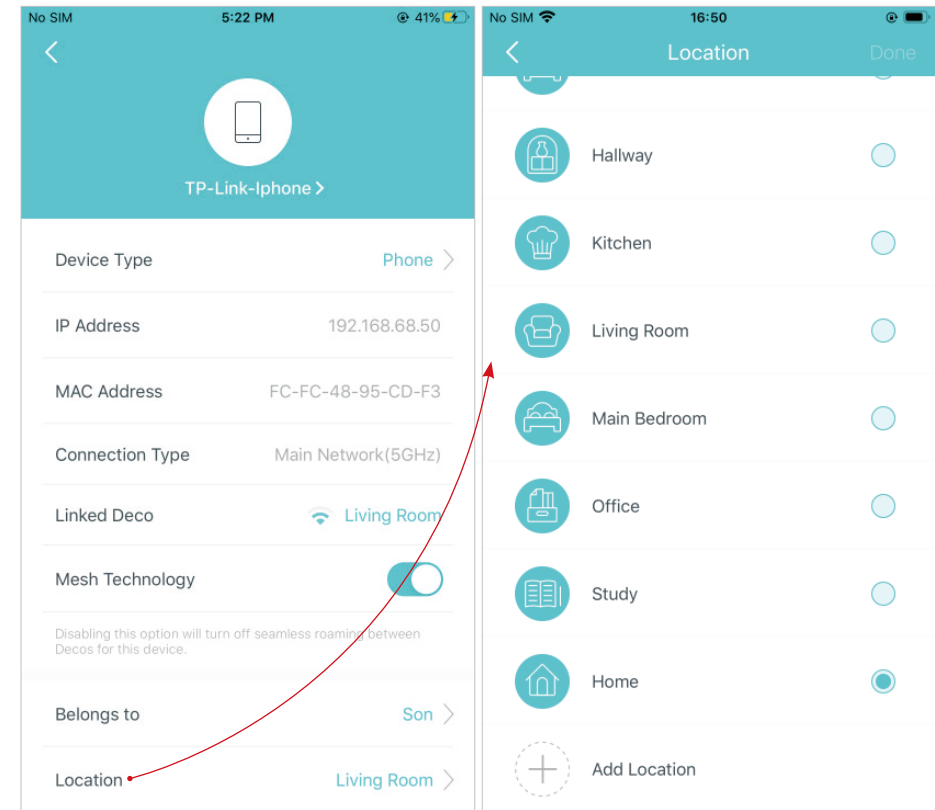 No SIM 5:22 PM 41%
TP-Link-Iphone >
Device Type Phone >
IP Address 192.168.68.50
MAC Address FC-FC-48-95-CD-F3
Connection Type Main Network(5GHz)
Linked Deco Living Room
Mesh Technology
Disabling this option will turn off seamless roaming between
Decos for this device.
Belongs to Son >
Location Living Room >
No SIM 16:50
Location Done
Hallway
Kitchen
Living Room
Main Bedroom
Office
Study
Home
Add Location